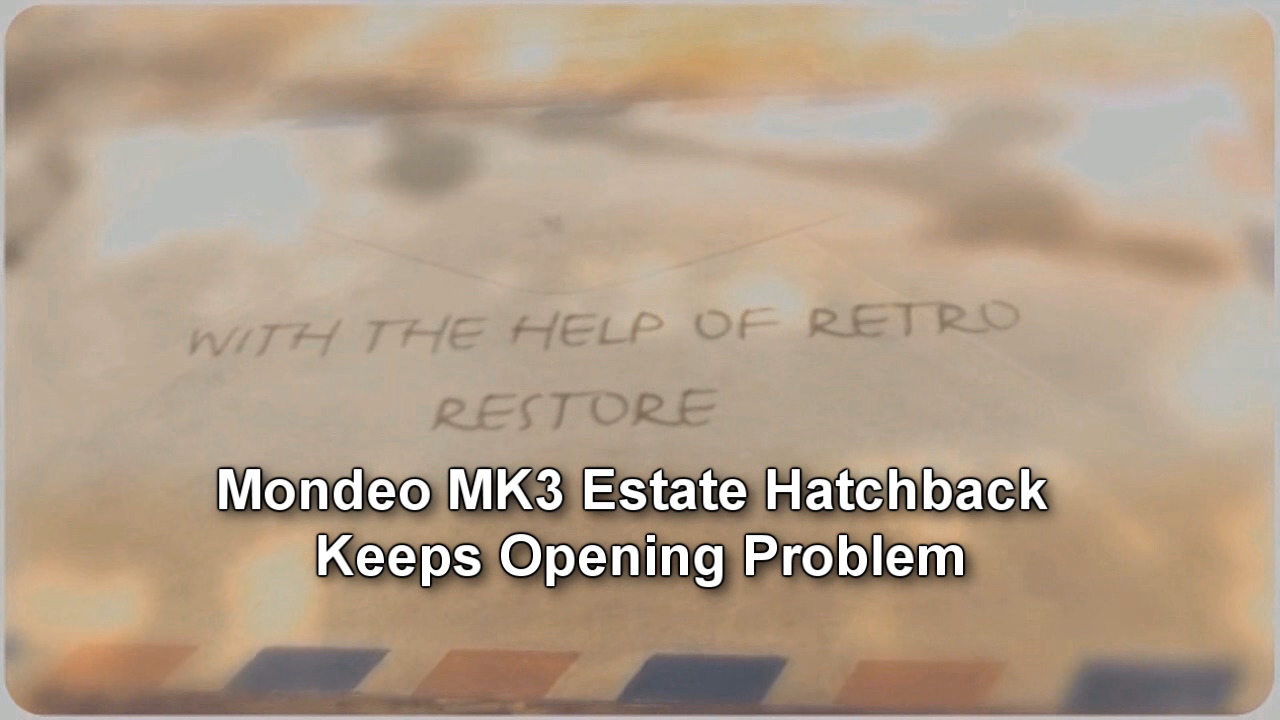 WITH THE HELP OF RETRO
RESTORE
Mondeo MK3 Estate Hatchback
Keeps Opening Problem